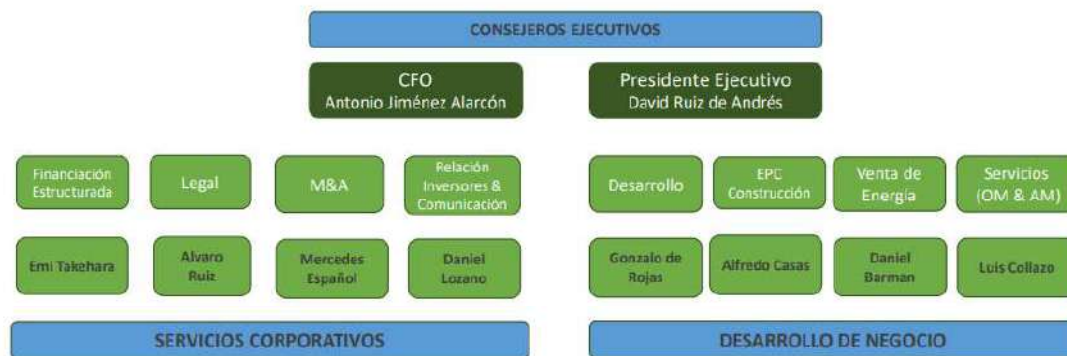 CONSEJEROS EJECUTIVOS
CFO
Antonio Jiménez Alarcón
Presidente Ejecutivo
David Ruiz de Andrés
Financiación
Estructurada
Legal
M&A
Relación
Inversores &
Comunicación
Desarrollo
EPC
Construcción
Venta de
Energía
Servicios
(OM & AM)
Emi Takehara
Alvaro
Ruiz
Mercedes
Español
Daniel
Lozano
Gonzalo de
Rojas
Alfredo Casas
Daniel
Barman
Luis Collazo
SERVICIOS CORPORATIVOS
DESARROLLO DE NEGOCIO